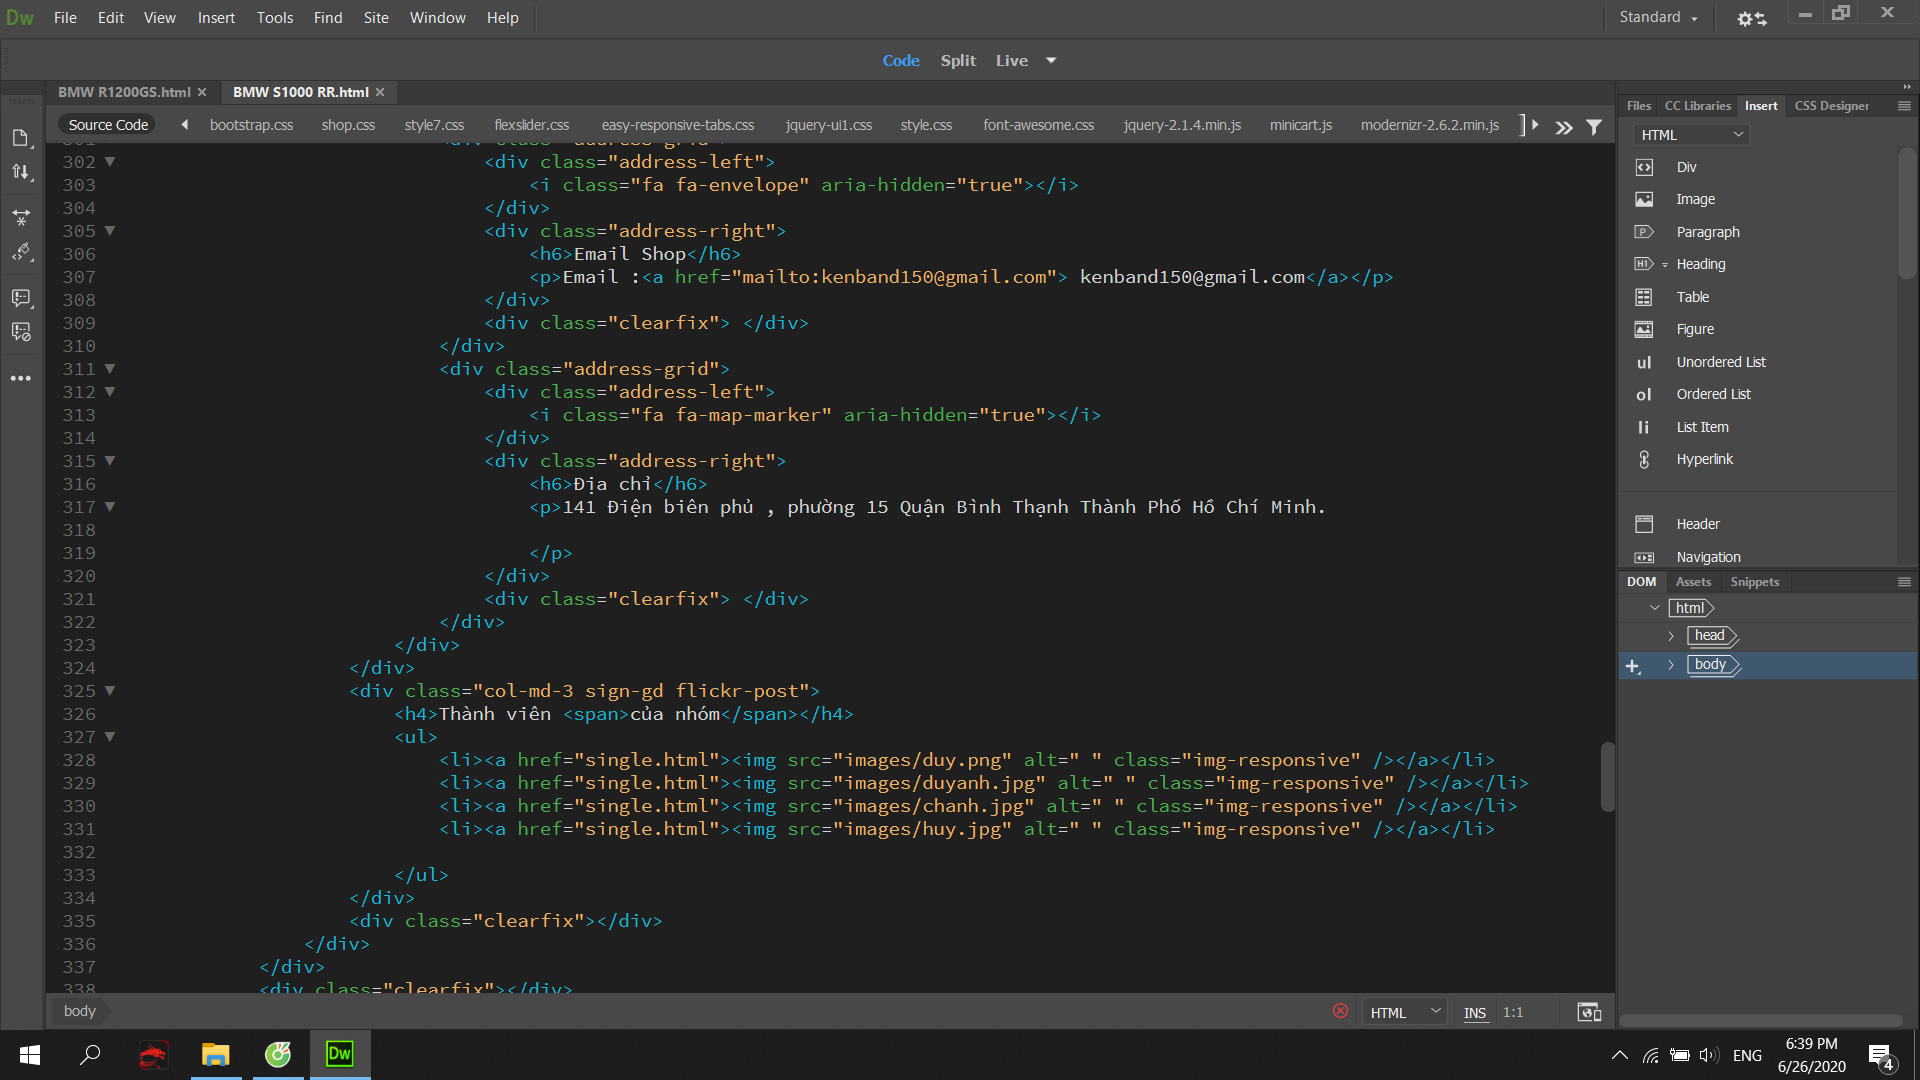 Dw File Edit View Insert Tools Find Site Window Help Standard
Code Split Live
BMW R1200GS.html × BMW S1000 RR.html ×
Source Code bootstrap.css shop.css style7.css flexslider.css easy-responsive-tabs.css jquery-ui1.css style.css font-awesome.css jquery-2.1.4.min.js minicart.js modernizr-2.6.2.min.js
301 <div class="address-grid">
302 <div class="address-left">
303 <i class="fa fa-envelope" aria-hidden="true"></i>
304 </div>
305 <div class="address-right">
306 <h6>Email Shop</h6>
307 <p>Email :<a href="mailto:kenband150@gmail.com"> kenband150@gmail.com</a></p>
308 </div>
309 <div class="clearfix"> </div>
310 </div>
311 <div class="address-grid">
312 <div class="address-left">
313 <i class="fa fa-map-marker" aria-hidden="true"></i>
314 </div>
315 <div class="address-right">
316 <h6>Địa chỉ</h6>
317 <p>141 Điện biên phủ , phường 15 Quận Bình Thạnh Thành Phố Hồ Chí Minh.
318
319 </p>
320 </div>
321 <div class="clearfix"> </div>
322 </div>
323 </div>
324 </div>
325 <div class="col-md-3 sign-gd flickr-post">
326 <h4>Thành viên <span>của nhóm</span></h4>
327 <ul>
328 <li><a href="single.html"><img src="images/duy.png" alt=" " class="img-responsive" /></a></li>
329 <li><a href="single.html"><img src="images/duyanh.jpg" alt=" " class="img-responsive" /></a></li>
330 <li><a href="single.html"><img src="images/chanh.jpg" alt=" " class="img-responsive" /></a></li>
331 <li><a href="single.html"><img src="images/huy.jpg" alt=" " class="img-responsive" /></a></li>
332
333 </ul>
334 </div>
335 <div class="clearfix"></div>
336 </div>
337 </div>
338 <div class="clearfix"></div>
body HTML INS 1:1
Files CC Libraries Insert CSS Designer
HTML
Div
Image
Paragraph
Heading
Table
Figure
ul Unordered List
ol Ordered List
li List Item
Hyperlink
Header
Navigation
DOM Assets Snippets
html
head
body
Dw ENG 6:39 PM
6/26/2020 4